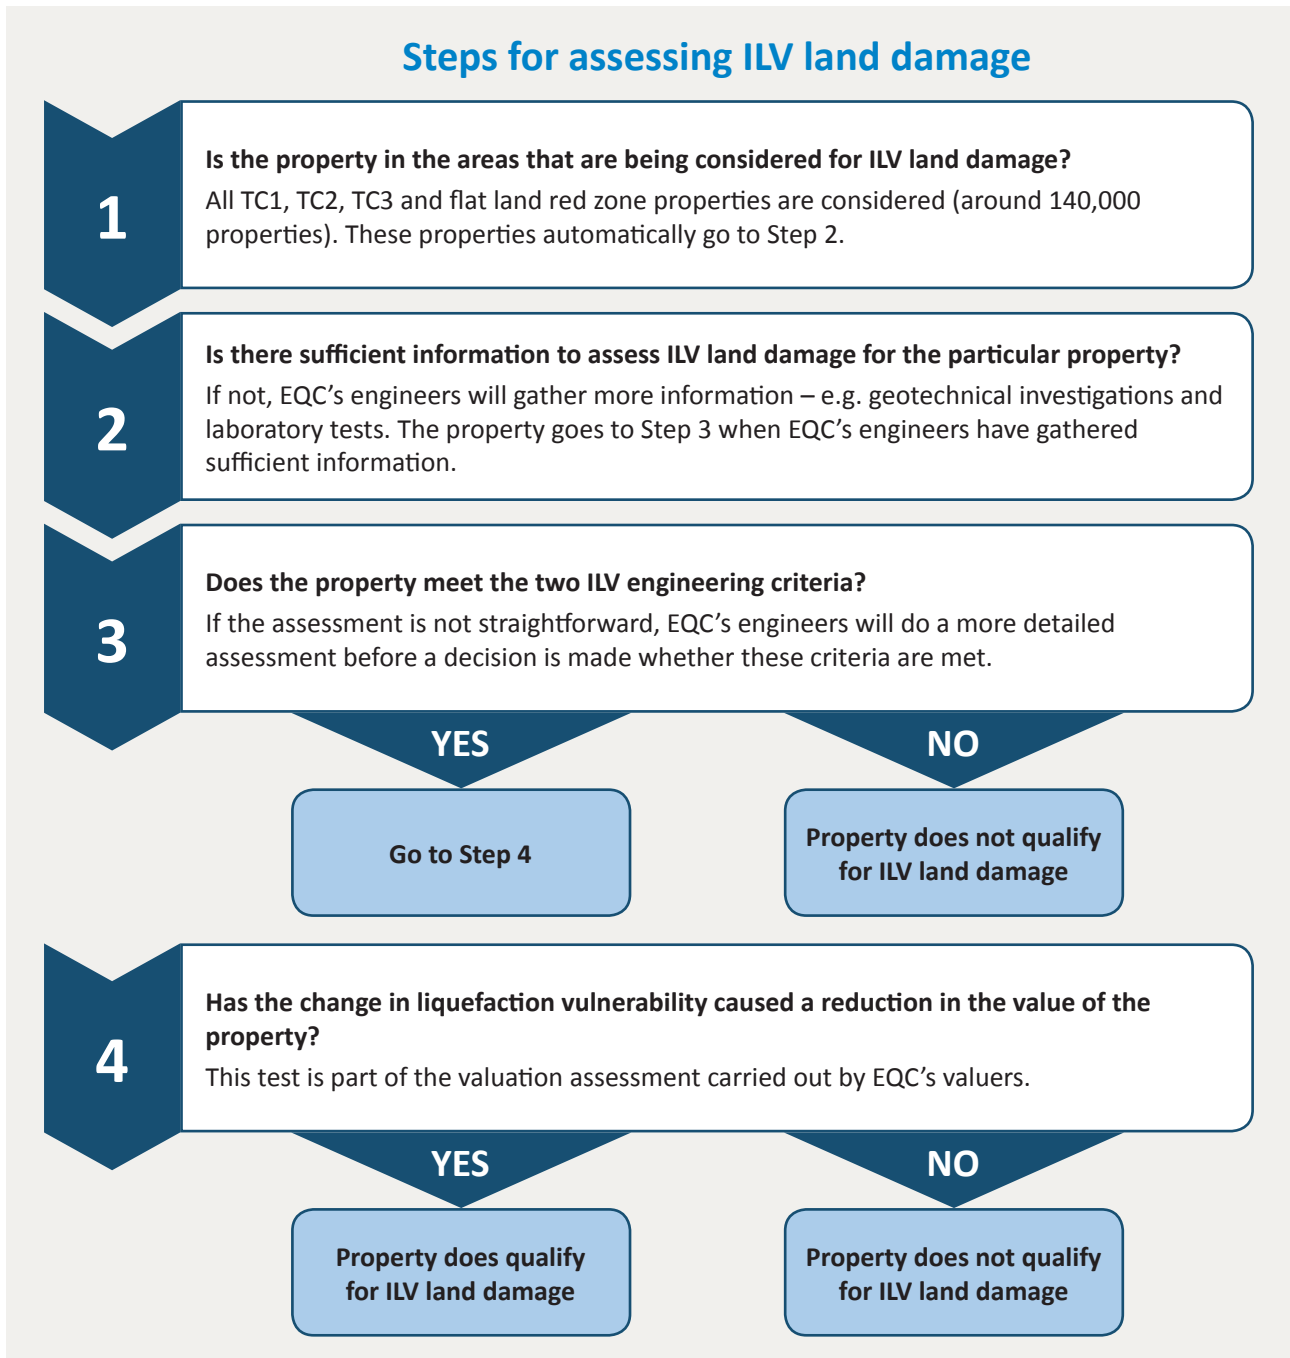 Steps for assessing ILV land damage
1
Is the property in the areas that are being considered for ILV land damage?
All TC1, TC2, TC3 and flat land red zone properties are considered (around 140,000
properties). These properties automatically go to Step 2.
2
Is there sufficient information to assess ILV land damage for the particular property?
If not, EQC’s engineers will gather more information – e.g. geotechnical investigations and
laboratory tests. The property goes to Step 3 when EQC’s engineers have gathered
sufficient information.
3
Does the property meet the two ILV engineering criteria?
If the assessment is not straightforward, EQC’s engineers will do a more detailed
assessment before a decision is made whether these criteria are met.
YES
NO
Go to Step 4
Property does not qualify
for ILV land damage
4
Has the change in liquefaction vulnerability caused a reduction in the value of the
property?
This test is part of the valuation assessment carried out by EQC’s valuers.
YES
NO
Property does qualify
for ILV land damage
Property does not qualify
for ILV land damage